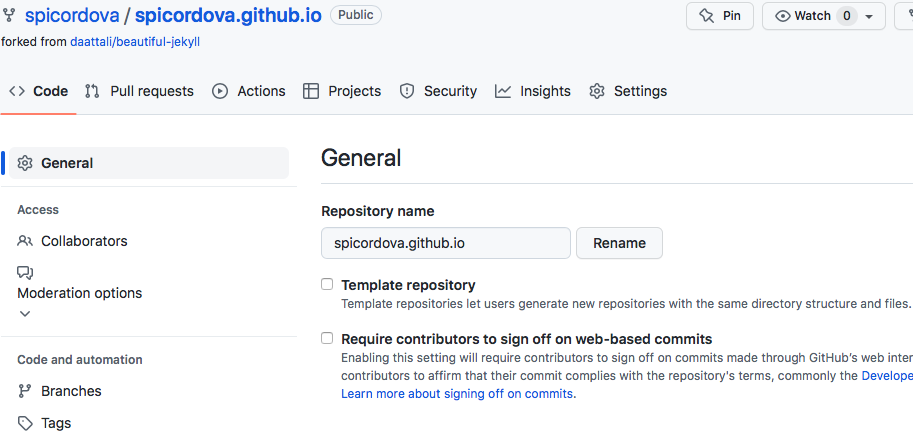 spicordova / spicordova.github.io Public Pin Watch 0
forked from daattali/beautiful-jekyll
Code Pull requests Actions Projects Security Insights Settings
General
General
Access
Repository name
Collaborators
spicordova.github.io Rename
Moderation options
Template repository
Template repositories let users generate new repositories with the same directory structure and files.
Require contributors to sign off on web-based commits
Code and automation
Enabling this setting will require contributors to sign off on commits made through GitHub's web
contributors to affirm that their commit complies with the repository's terms, commonly the
Branches
Learn more about signing off on commits.
Tags